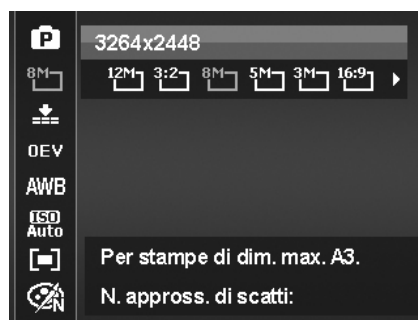 P
3264x2448
8M
12M 3:2 8M 5M 3M 16:9
0EV
AWB
ISO
Auto
Per stampe di dim. max. A3.
N
N. appross. di scatti: